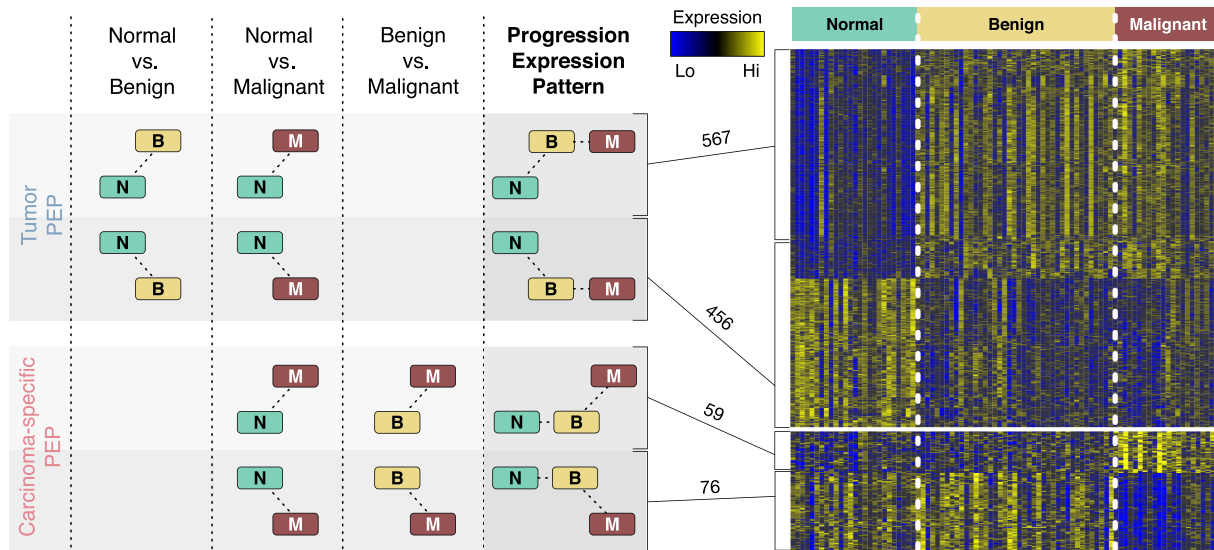 Normal
vs.
Benign
Normal
vs.
Malignant
Benign
vs.
Malignant
Progression
Expression
Pattern
Expression
Lo Hi
Normal Benign Malignant
Tumor
PEP
B M B M
N N N
567
N N N
B M B M
456
Carcinoma-specific
PEP
M M M
N B N B
59
N B N B
M M M
76